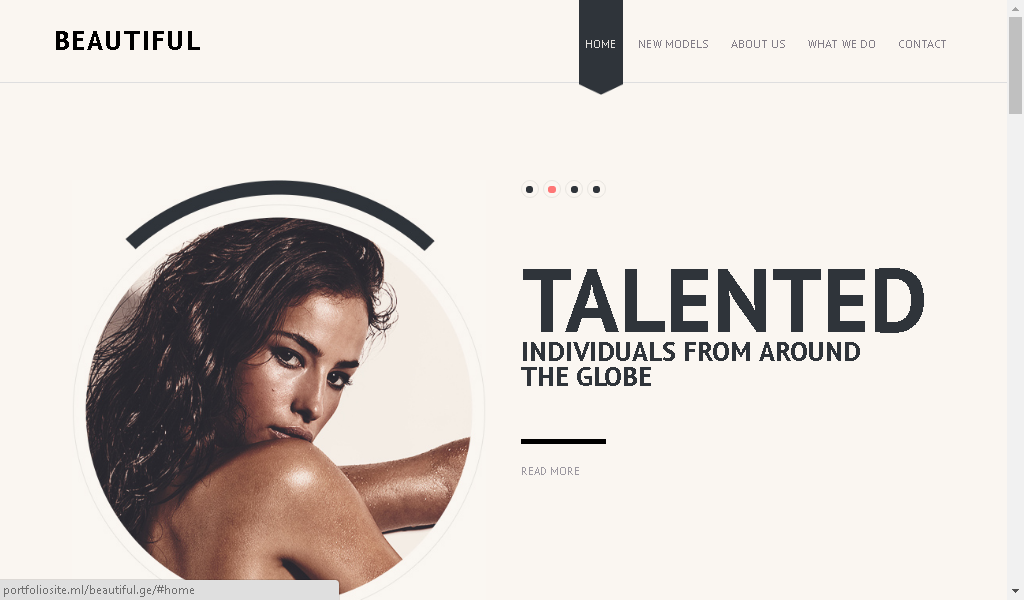 BEAUTIFUL
HOME
NEW MODELS
ABOUT US
WHAT WE DO
CONTACT
TALENTED
INDIVIDUALS FROM AROUND
THE GLOBE
READ MORE
portfoliosite.ml/beautiful.ge/#home